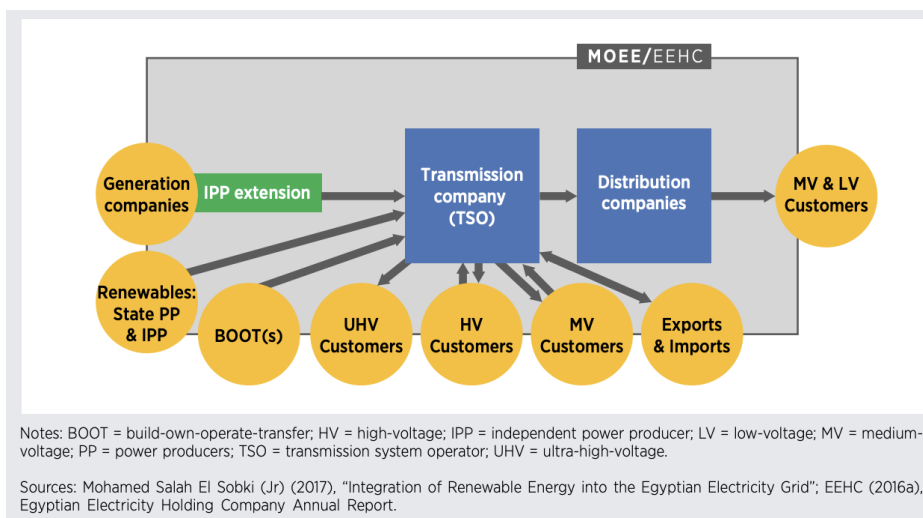 MOEE/EEHC
Generation
companies
IPP extension
Transmission
company
(TSO)
Distribution
companies
MV & LV
Customers
Renewables:
State PP
& IPP
BOOT(s)
UHV
Customers
HV
Customers
MV
Customers
Exports
& Imports
Notes: BOOT = build-own-operate-transfer; HV = high-voltage; IPP = independent power producer; LV = low-voltage; MV = medium-
voltage; PP = power producers; TSO = transmission system operator; UHV = ultra-high-voltage.
Sources: Mohamed Salah El Sobki (Jr) (2017), “Integration of Renewable Energy into the Egyptian Electricity Grid”; EEHC (2016a),
Egyptian Electricity Holding Company Annual Report.